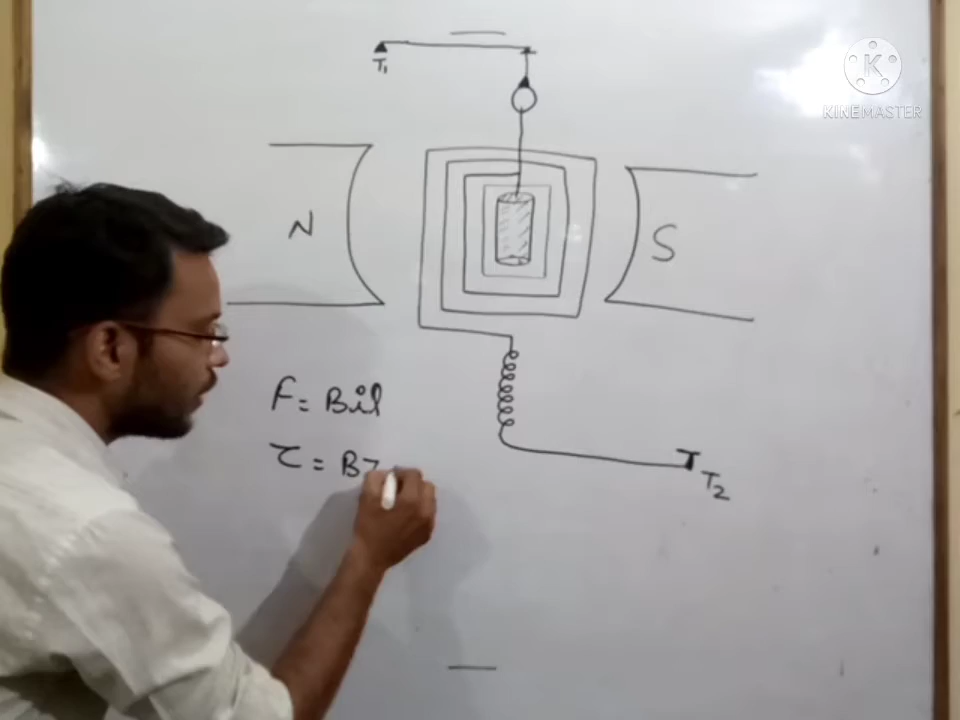 T1
K
KINEMASTER
N
S
F = Bil
T2
τ = B